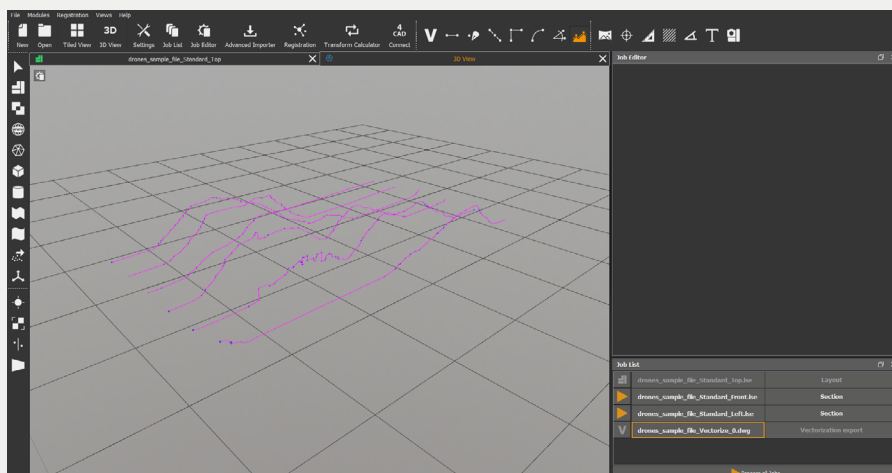 File Modules Registration Views Help
New Open Tiled View 3D View Settings Job List Job Editor Advanced Importer Registration Transform Calculator Connect
3D
4
CAD
V
T
drones_sample_file_Standard_Top
3D View
Job Editor
Job List
drones_sample_file_Standard_Top.lse Layout
drones_sample_file_Standard_Front.lse Section
drones_sample_file_Standard_Left.lse Section
V drones_sample_file_Vectorize_0.dwg Vectorization export